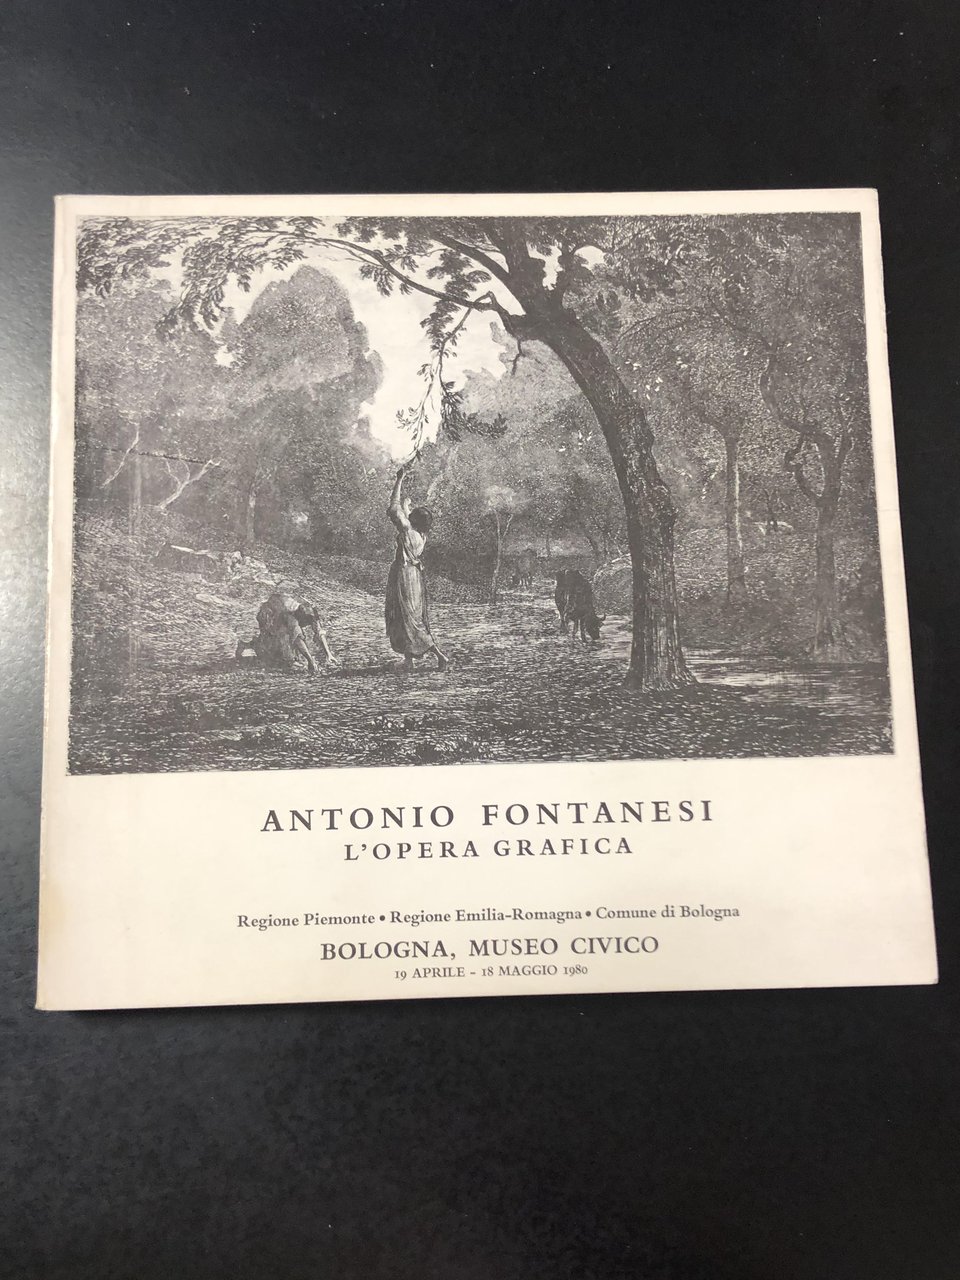 ANTONIO FONTANESI
L'OPERA GRAFICA
Regione Piemonte • Regione Emilia-Romagna • Comune di Bologna
BOLOGNA, MUSEO CIVICO
19 APRILE - 18 MAGGIO 1980